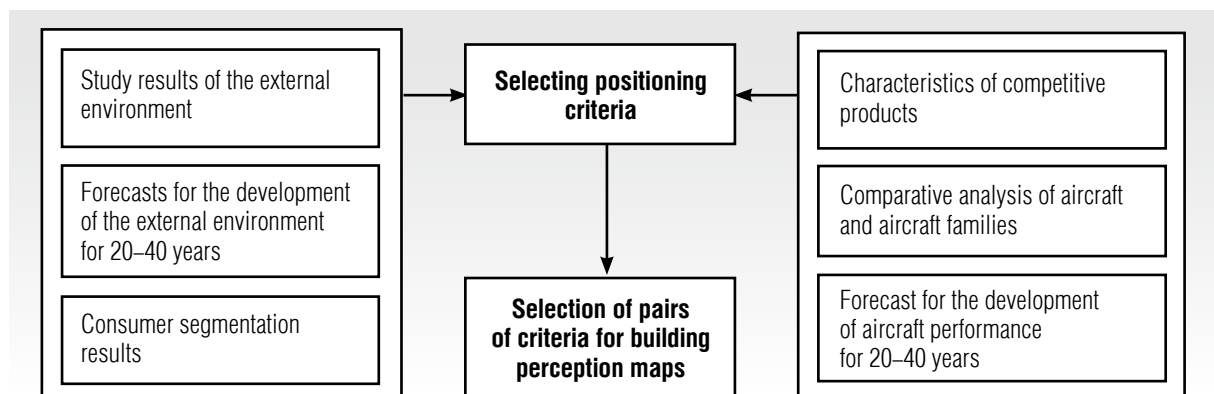 Study results of the external
environment
Forecasts for the development
of the external environment
for 20–40 years
Consumer segmentation
results
Selecting positioning
criteria
Selection of pairs
of criteria for building
perception maps
Characteristics of competitive
products
Comparative analysis of aircraft
and aircraft families
Forecast for the development
of aircraft performance
for 20–40 years